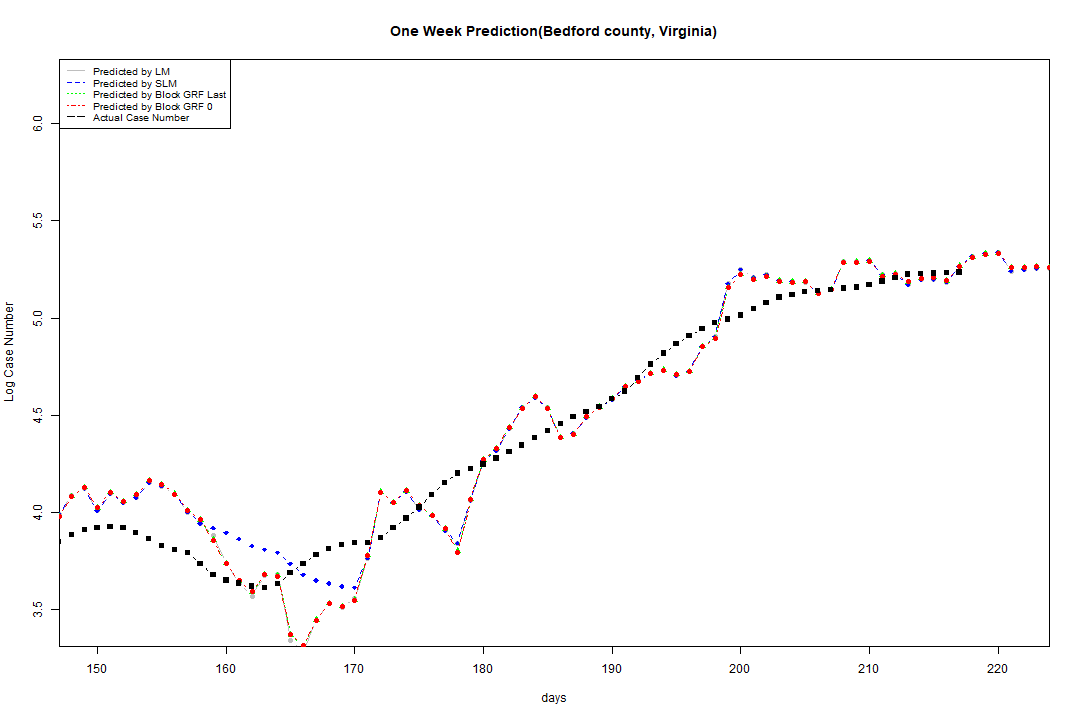 One Week Prediction(Bedford county, Virginia)
Predicted by LM
Predicted by SLM
Predicted by Block GRF Last
Predicted by Block GRF 0
Actual Case Number
6.0
5.5
5.0
4.5
4.0
3.5
Log Case Number
150 160 170 180 190 200 210 220
days